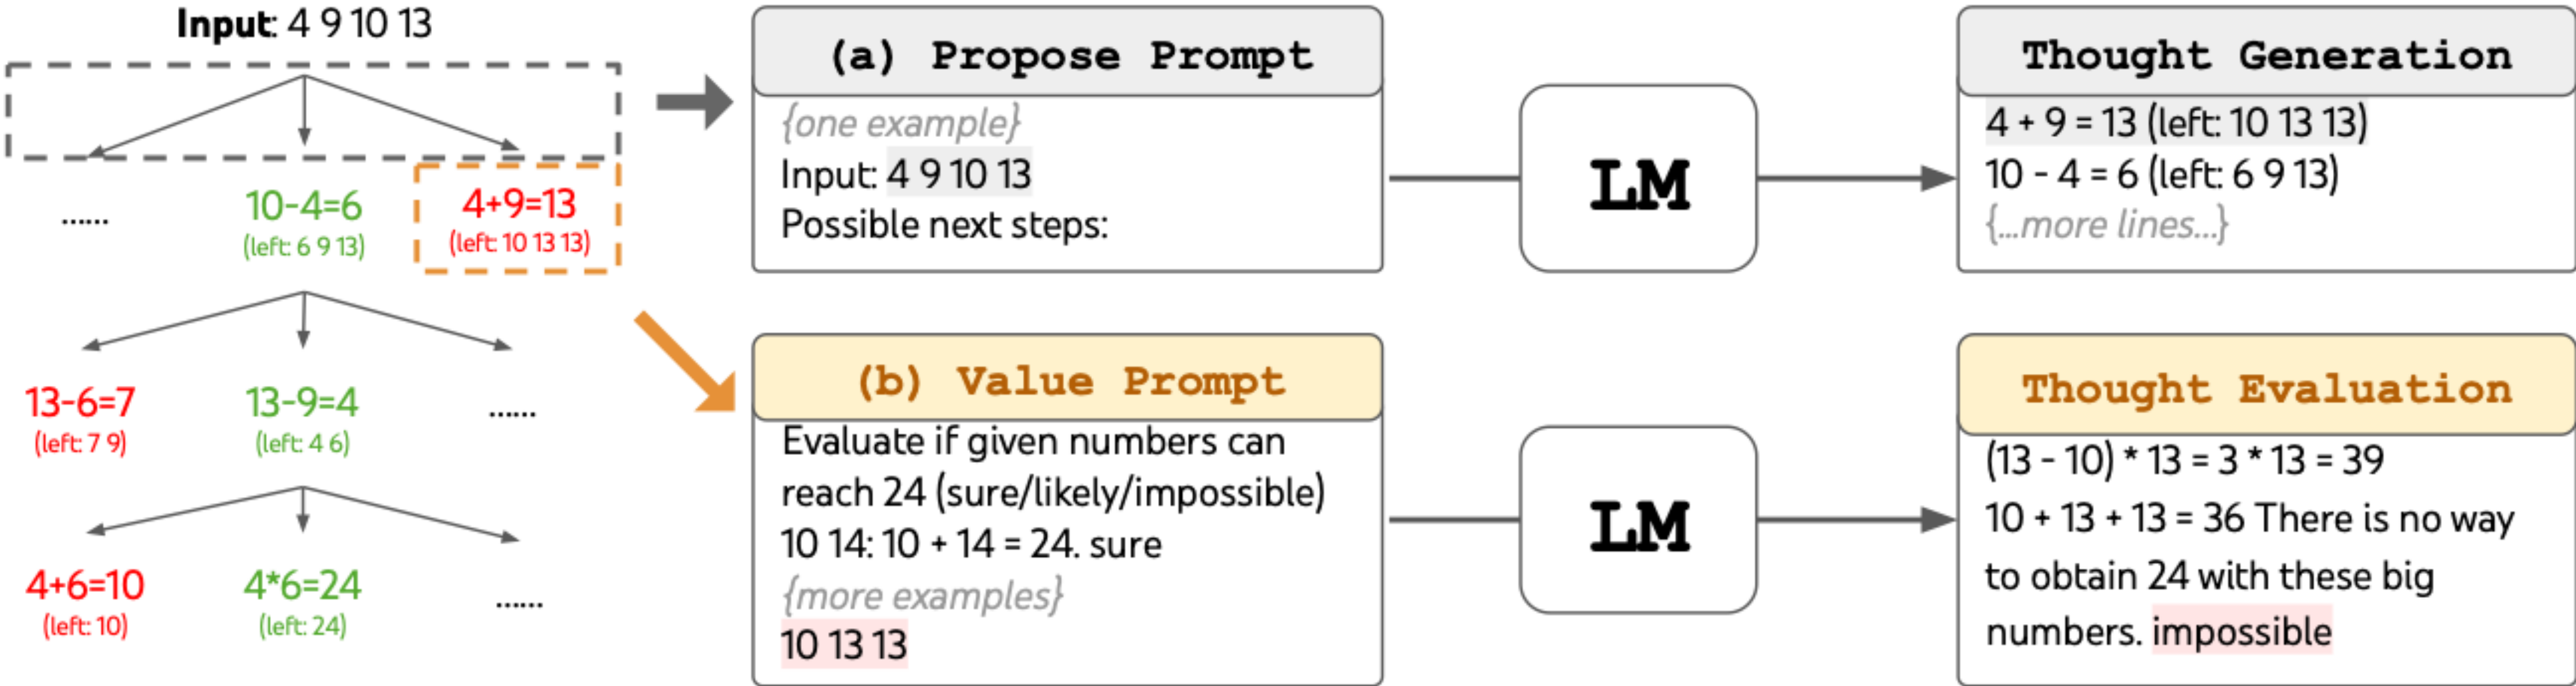 Input: 4 9 10 13
......
10-4=6
(left: 6 9 13)
4+9=13
(left: 10 13 13)
13-6=7
(left: 7 9)
13-9=4
(left: 4 6)
......
4+6=10
(left: 10)
4*6=24
(left: 24)
......
(a) Propose Prompt
{one example}
Input: 4 9 10 13
Possible next steps:
LM
Thought Generation
4 + 9 = 13 (left: 10 13 13)
10 - 4 = 6 (left: 6 9 13)
{...more lines...}
(b) Value Prompt
Evaluate if given numbers can
reach 24 (sure/likely/impossible)
10 14: 10 + 14 = 24. sure
{more examples}
10 13 13
LM
Thought Evaluation
(13 - 10) * 13 = 3 * 13 = 39
10 + 13 + 13 = 36 There is no way
to obtain 24 with these big
numbers. impossible